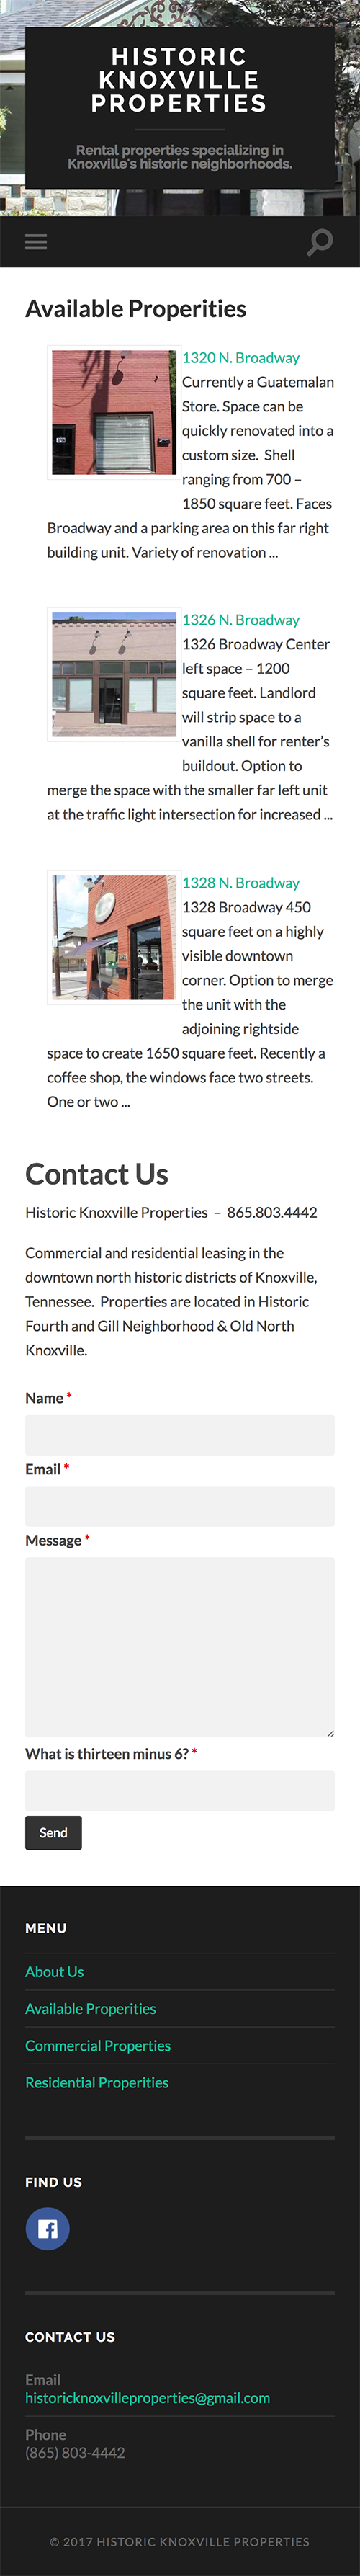 HISTORIC
KNOXVILLE
PROPERTIES
Rental properties specializing in
Knoxville's historic neighborhoods.
Available Properities
1320 N. Broadway
Currently a Guatemalan
Store. Space can be
quickly renovated into a
custom size.  Shell
ranging from 700 –
1850 square feet. Faces
Broadway and a parking area on this far right
building unit. Variety of renovation ...
1326 N. Broadway
1326 Broadway Center
left space – 1200
square feet. Landlord
will strip space to a
vanilla shell for renter's
buildout. Option to
merge the space with the smaller far left unit
at the traffic light intersection for increased ...
1328 N. Broadway
1328 Broadway 450
square feet on a highly
visible downtown
corner. Option to merge
the unit with the
adjoining rightside
space to create 1650 square feet. Recently a
coffee shop, the windows face two streets.
One or two ...
Contact Us
Historic Knoxville Properties – 865.803.4442
Commercial and residential leasing in the
downtown north historic districts of Knoxville,
Tennessee.  Properties are located in Historic
Fourth and Gill Neighborhood & Old North
Knoxville.
Name *
Email *
Message *
What is thirteen minus 6? *
Send
MENU
About Us
Available Properities
Commercial Properties
Residential Properities
FIND US
CONTACT US
Email
historicknoxvilleproperties@gmail.com
Phone
(865) 803-4442
© 2017 HISTORIC KNOXVILLE PROPERTIES